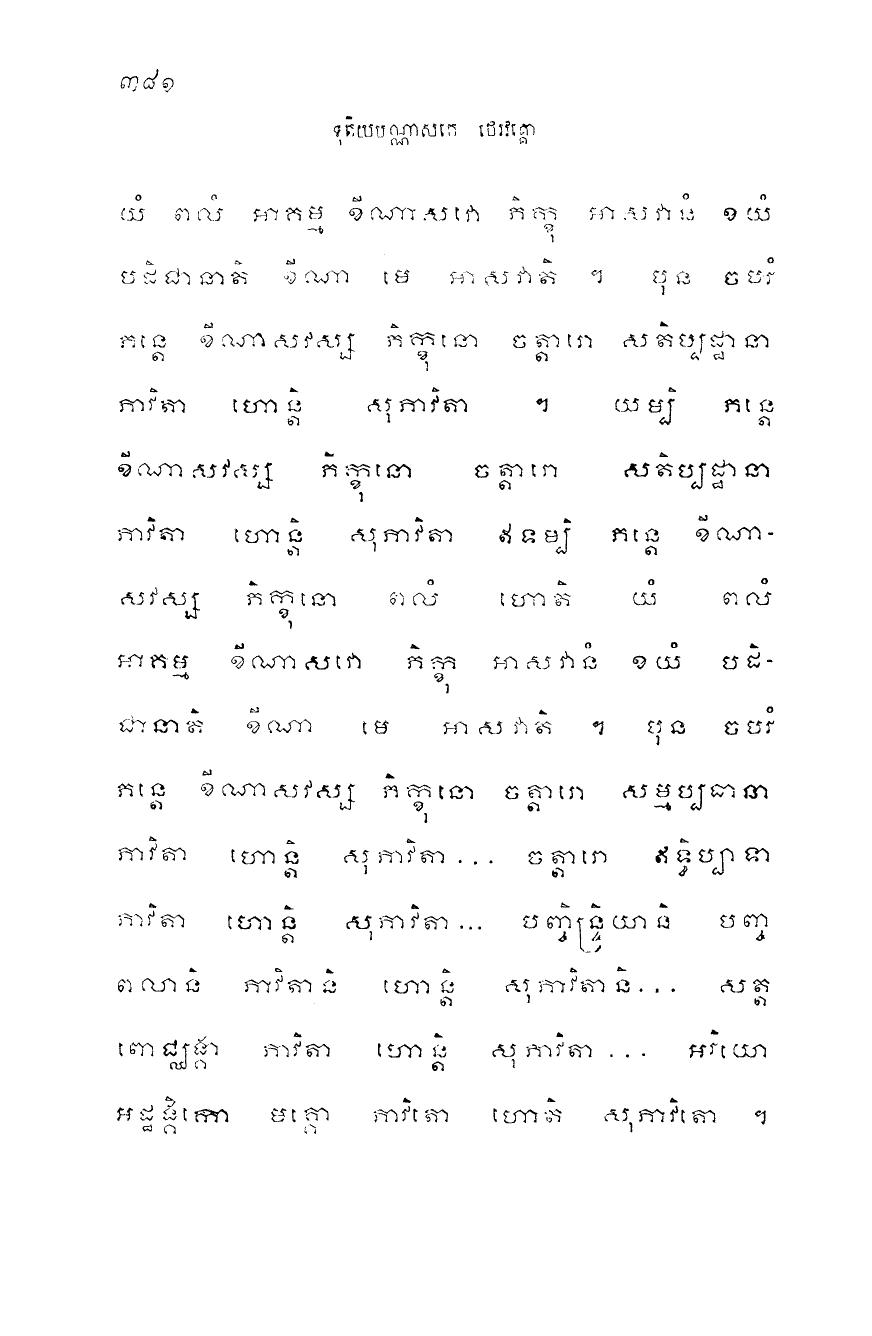 ៣៨១
ទុតិយបណ្ណាសកេ ថេរវគ្គោ
យំ ពលំ អាគម្ម ខីណាសវោ ភិក្ខុ អាសវានំ ខយំ
បដិជានាតិ ខីណា មេ អាសវាតិ ។ បុន ចបរំ
ភន្តេ ខីណាសវស្ស ភិក្ខុនោ ចត្តារោ សតិប្បដ្ឋានា
ភាវិតា ហោន្តិ សុភាវិតា ។ យម្បិ ភន្តេ
ខីណាសវស្ស ភិក្ខុនោ ចត្តារោ សតិប្បដ្ឋានា
ភាវិតា ហោន្តិ សុភាវិតា ឥទម្បិ ភន្តេ ខីណា-
សវស្ស ភិក្ខុនោ ពលំ ហោតិ យំ ពលំ
អាគម្ម ខីណាសវោ ភិក្ខុ អាសវានំ ខយំ បដិ-
ជានាតិ ខីណា មេ អាសវាតិ ។ បុន ចបរំ
ភន្តេ ខីណាសវស្ស ភិក្ខុនោ ចត្តារោ សម្មប្បធានា
ភាវិតា ហោន្តិ សុភាវិតា... ចត្តារោ ឥទ្ធិប្បាទា
ភាវិតា ហោន្តិ សុភាវិតា... បញ្ចិន្ទ្រិយានិ បញ្ច
ពលានិ ភាវិតានិ ហោន្តិ សុភាវិតានិ... សត្ត
ពោជ្ឈង្គា ភាវិតា ហោន្តិ សុភាវិតា... អរិយោ
អដ្ឋង្គិកោ មគ្គោ ភាវិតោ ហោតិ សុភាវិតោ ។